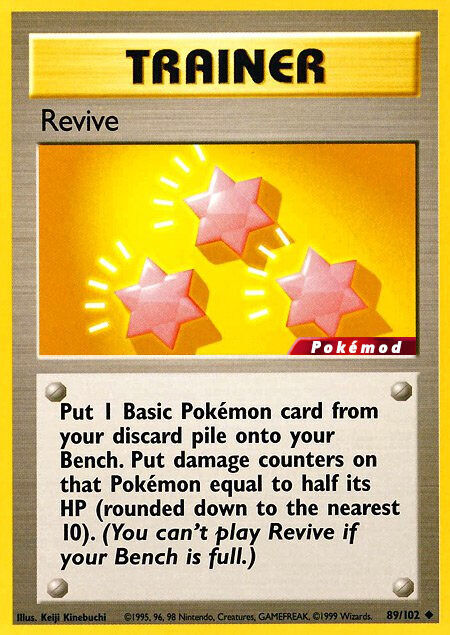 TRAINER
Revive
Pokémod
Put 1 Basic Pokémon card from
your discard pile onto your
Bench. Put damage counters on
that Pokémon equal to half its
HP (rounded down to the nearest
10). (You can't play Revive if
your Bench is full.)
Illus. Keiji Kinebuchi ©1995, 96, 98 Nintendo, Creatures, GAMEFREAK. ©1999 Wizards. 89/102 ◆